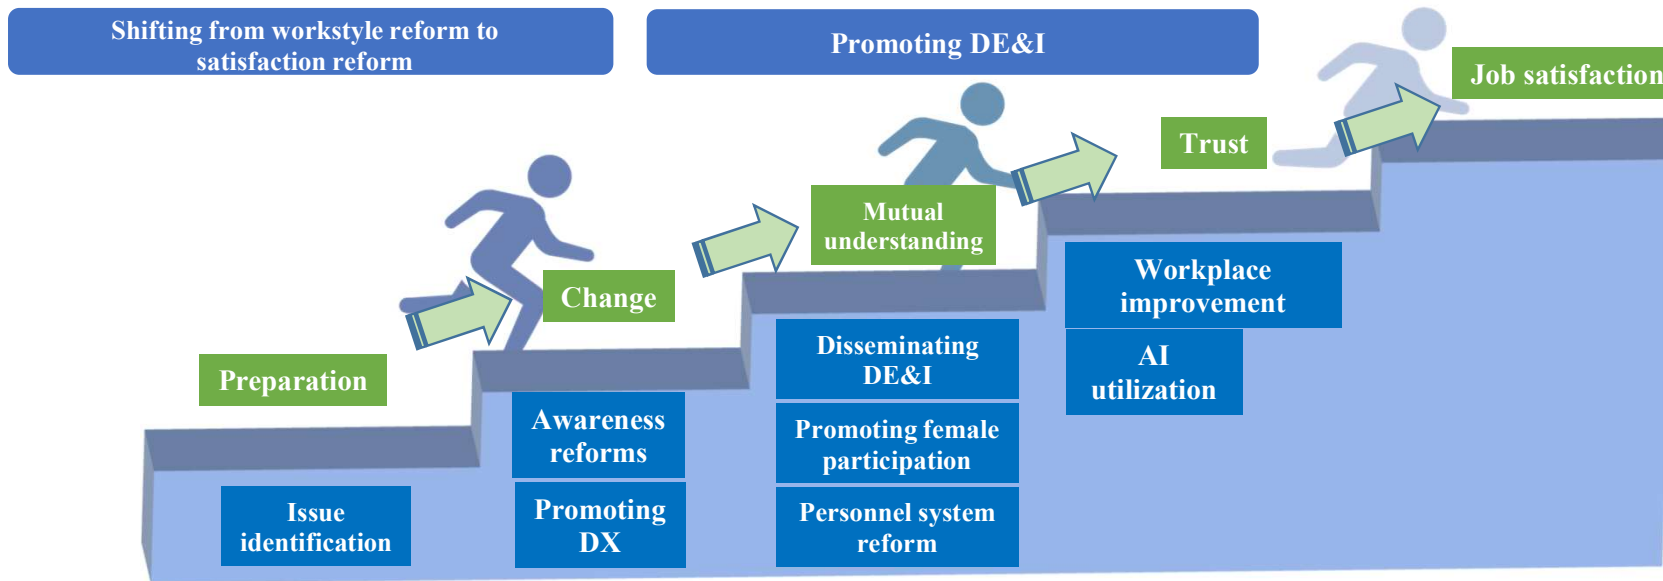 Shifting from workstyle reform to
satisfaction reform
Promoting DE&I
Job satisfaction
Trust
Mutual
understanding
Change
Preparation
Workplace
improvement
AI
utilization
Disseminating
DE&I
Promoting female
participation
Personnel system
reform
Awareness
reforms
Promoting
DX
Issue
identification